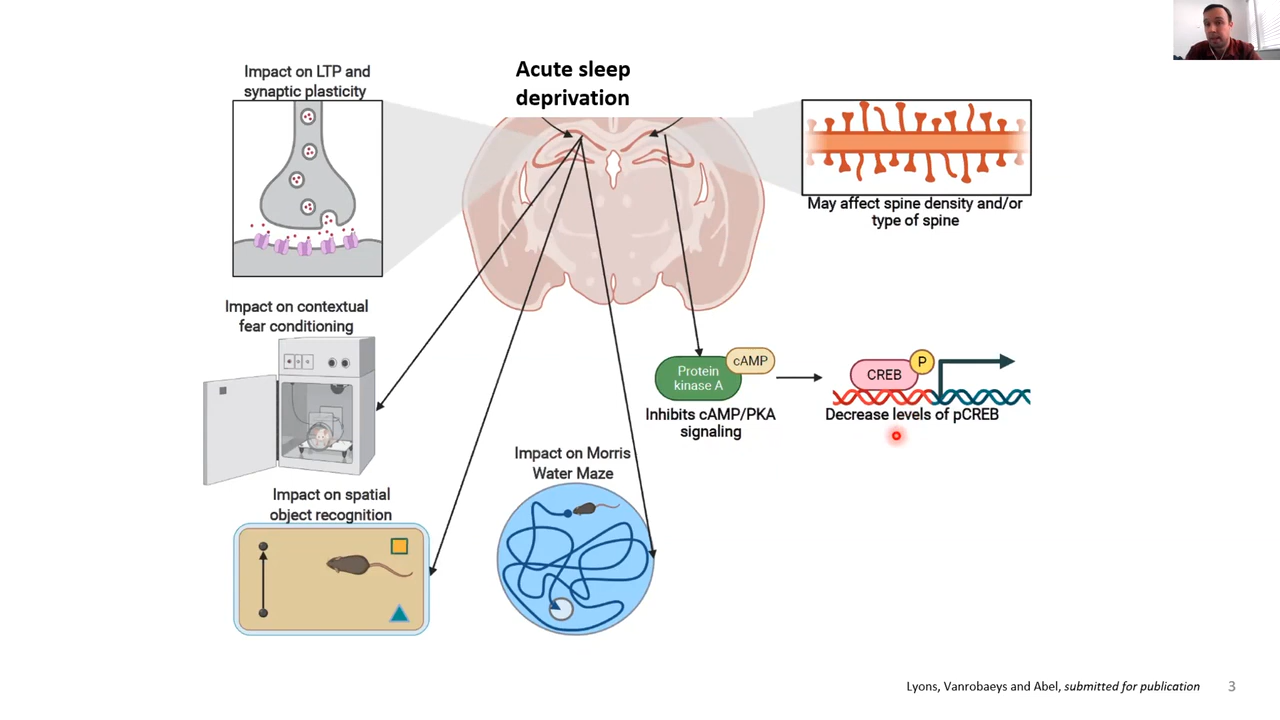 Impact on LTP and
synaptic plasticity
Acute sleep
deprivation
May affect spine density and/or
type of spine
Impact on contextual
fear conditioning
cAMP
Protein
kinase A
Inhibits cAMP/PKA
signaling
CREB
P
Decrease levels of pCREB
Impact on Morris
Water Maze
Impact on spatial
object recognition
Lyons, Vanrobaeys and Abel, submitted for publication
3